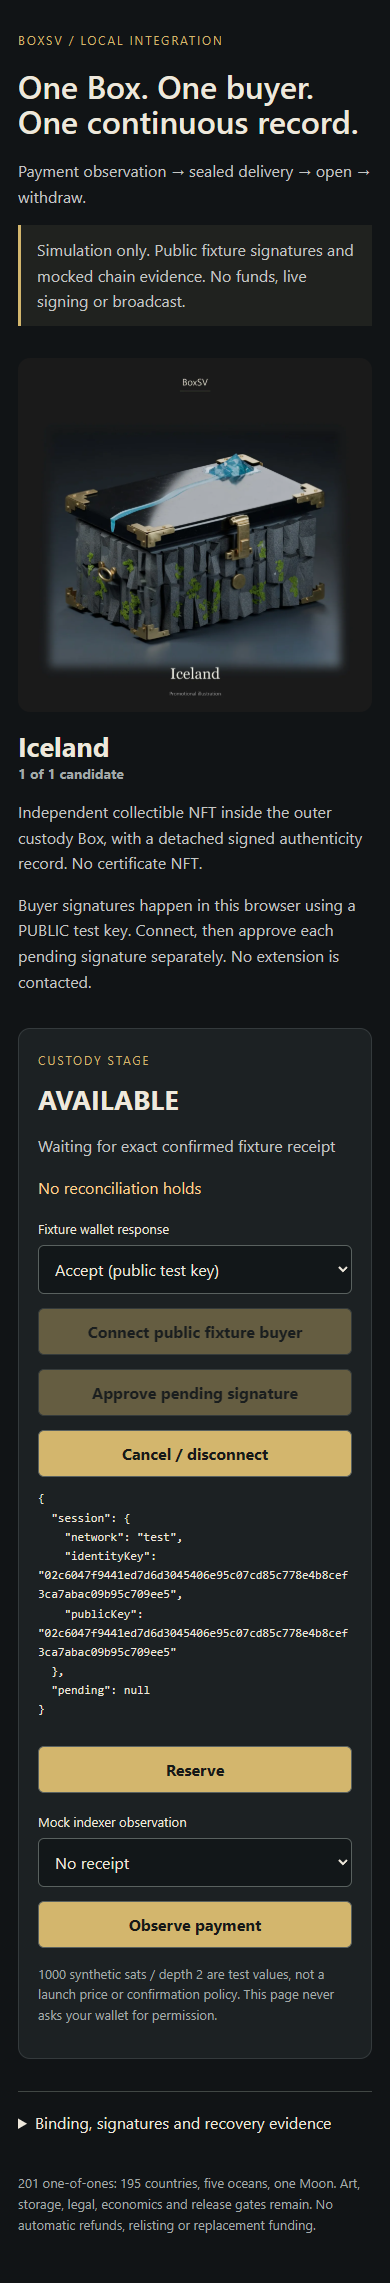 BOXSV / LOCAL INTEGRATION
One Box. One buyer.
One continuous record.
Payment observation → sealed delivery → open →
withdraw.
Simulation only. Public fixture signatures and
mocked chain evidence. No funds, live
signing or broadcast.
BoxSV
Iceland
Promotional illustration
Iceland
1 of 1 candidate
Independent collectible NFT inside the outer
custody Box, with a detached signed authenticity
record. No certificate NFT.
Buyer signatures happen in this browser using a
PUBLIC test key. Connect, then approve each
pending signature separately. No extension is
contacted.
CUSTODY STAGE
AVAILABLE
Waiting for exact confirmed fixture receipt
No reconciliation holds
Fixture wallet response
Accept (public test key)
Connect public fixture buyer
Approve pending signature
Cancel / disconnect
{
"session": {
"network": "test",
"identityKey":
"02c6047f9441ed7d6d3045406e95c07cd85c778e4b8cef
3ca7abac09b95c709ee5",
"publicKey":
"02c6047f9441ed7d6d3045406e95c07cd85c778e4b8cef
3ca7abac09b95c709ee5"
},
"pending": null
}
Reserve
Mock indexer observation
No receipt
Observe payment
1000 synthetic sats / depth 2 are test values, not a
launch price or confirmation policy. This page never
asks your wallet for permission.
Binding, signatures and recovery evidence
201 one-of-ones: 195 countries, five oceans, one Moon. Art,
storage, legal, economics and release gates remain. No
automatic refunds, relisting or replacement funding.